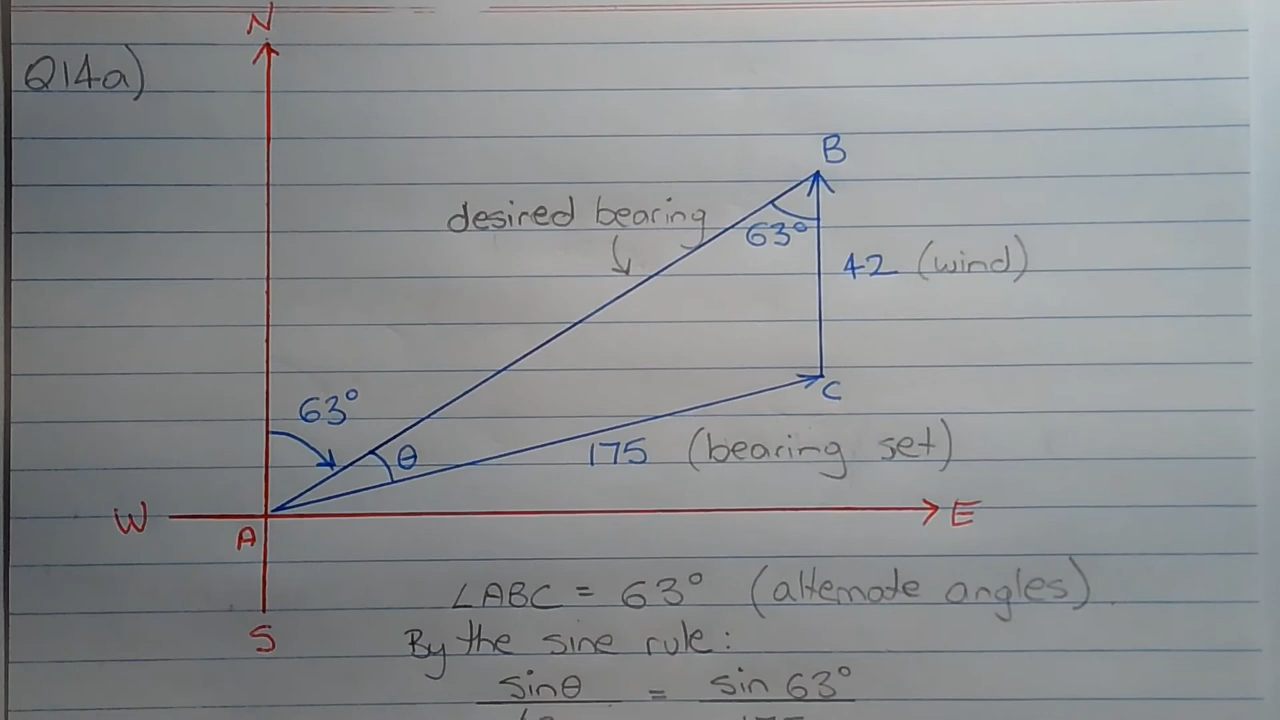 N
Q14a)
B
desired bearing
63°
42 (wind)
63°
θ
C
175 (bearing set)
W
E
A
∠ABC = 63° (alternate angles).
S
By the sine rule:
sinθ = sin 63°